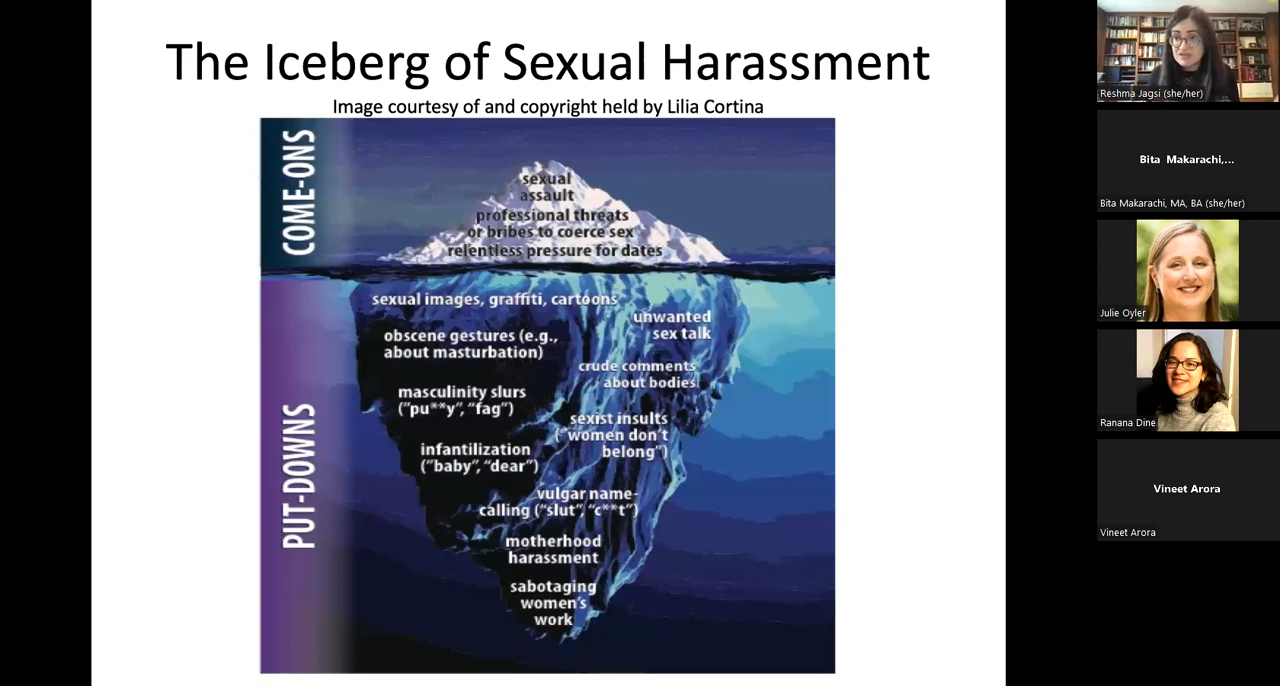 The Iceberg of Sexual Harassment
Image courtesy of and copyright held by Lilia Cortina
COME-ONS
sexual
assault
professional threats
or bribes to coerce sex
relentless pressure for dates
PUT-DOWNS
sexual images, graffiti, cartoons
unwanted
sex talk
obscene gestures (e.g.,
about masturbation)
crude comments
about bodies
masculinity slurs
("pu**y", "fag")
sexist insults
("women don't
belong")
infantilization
("baby", "dear")
vulgar name-
calling ("slut", "c**t")
motherhood
harassment
sabotaging
women's
work
Reshma Jagsi (she/her)
Bita Makarachi,...
Bita Makarachi, MA, BA (she/her)
Julie Oyler
Ranana Dine
Vineet Arora
Vineet Arora